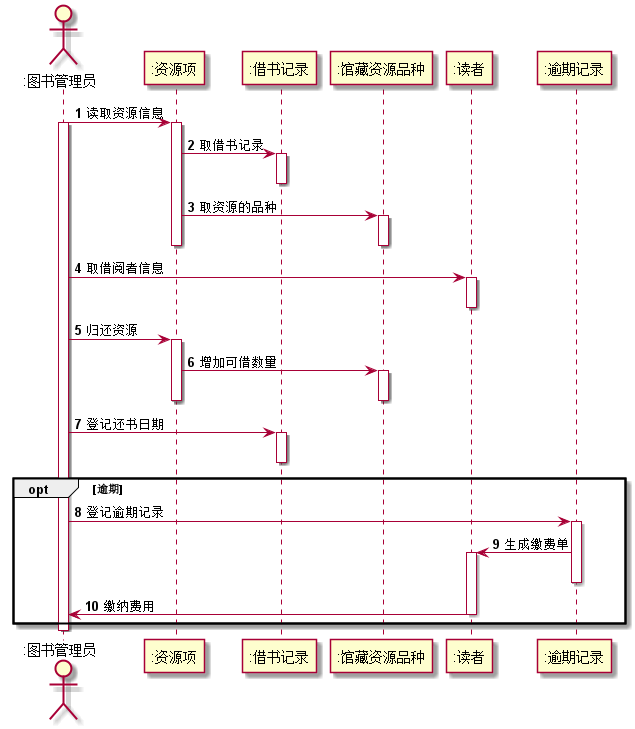 :图书管理员
:资源项
:借书记录
:馆藏资源品种
:读者
:逾期记录
1 读取资源信息
2 取借书记录
3 取资源的品种
4 取借阅者信息
5 归还资源
6 增加可借数量
7 登记还书日期
opt [逾期]
8 登记逾期记录
9 生成缴费单
10 缴纳费用
:图书管理员
:资源项
:借书记录
:馆藏资源品种
:读者
:逾期记录